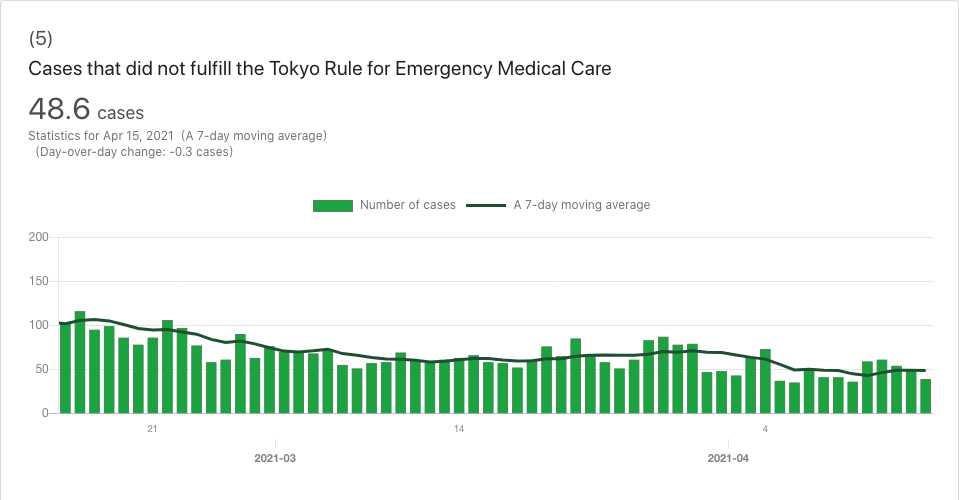 (5)
Cases that did not fulfill the Tokyo Rule for Emergency Medical Care
48.6 cases
Statistics for Apr 15, 2021 (A 7-day moving average)
(Day-over-day change: -0.3 cases)
Number of cases A 7-day moving average
200
150
100
50
0
21 14 4
2021-03 2021-04